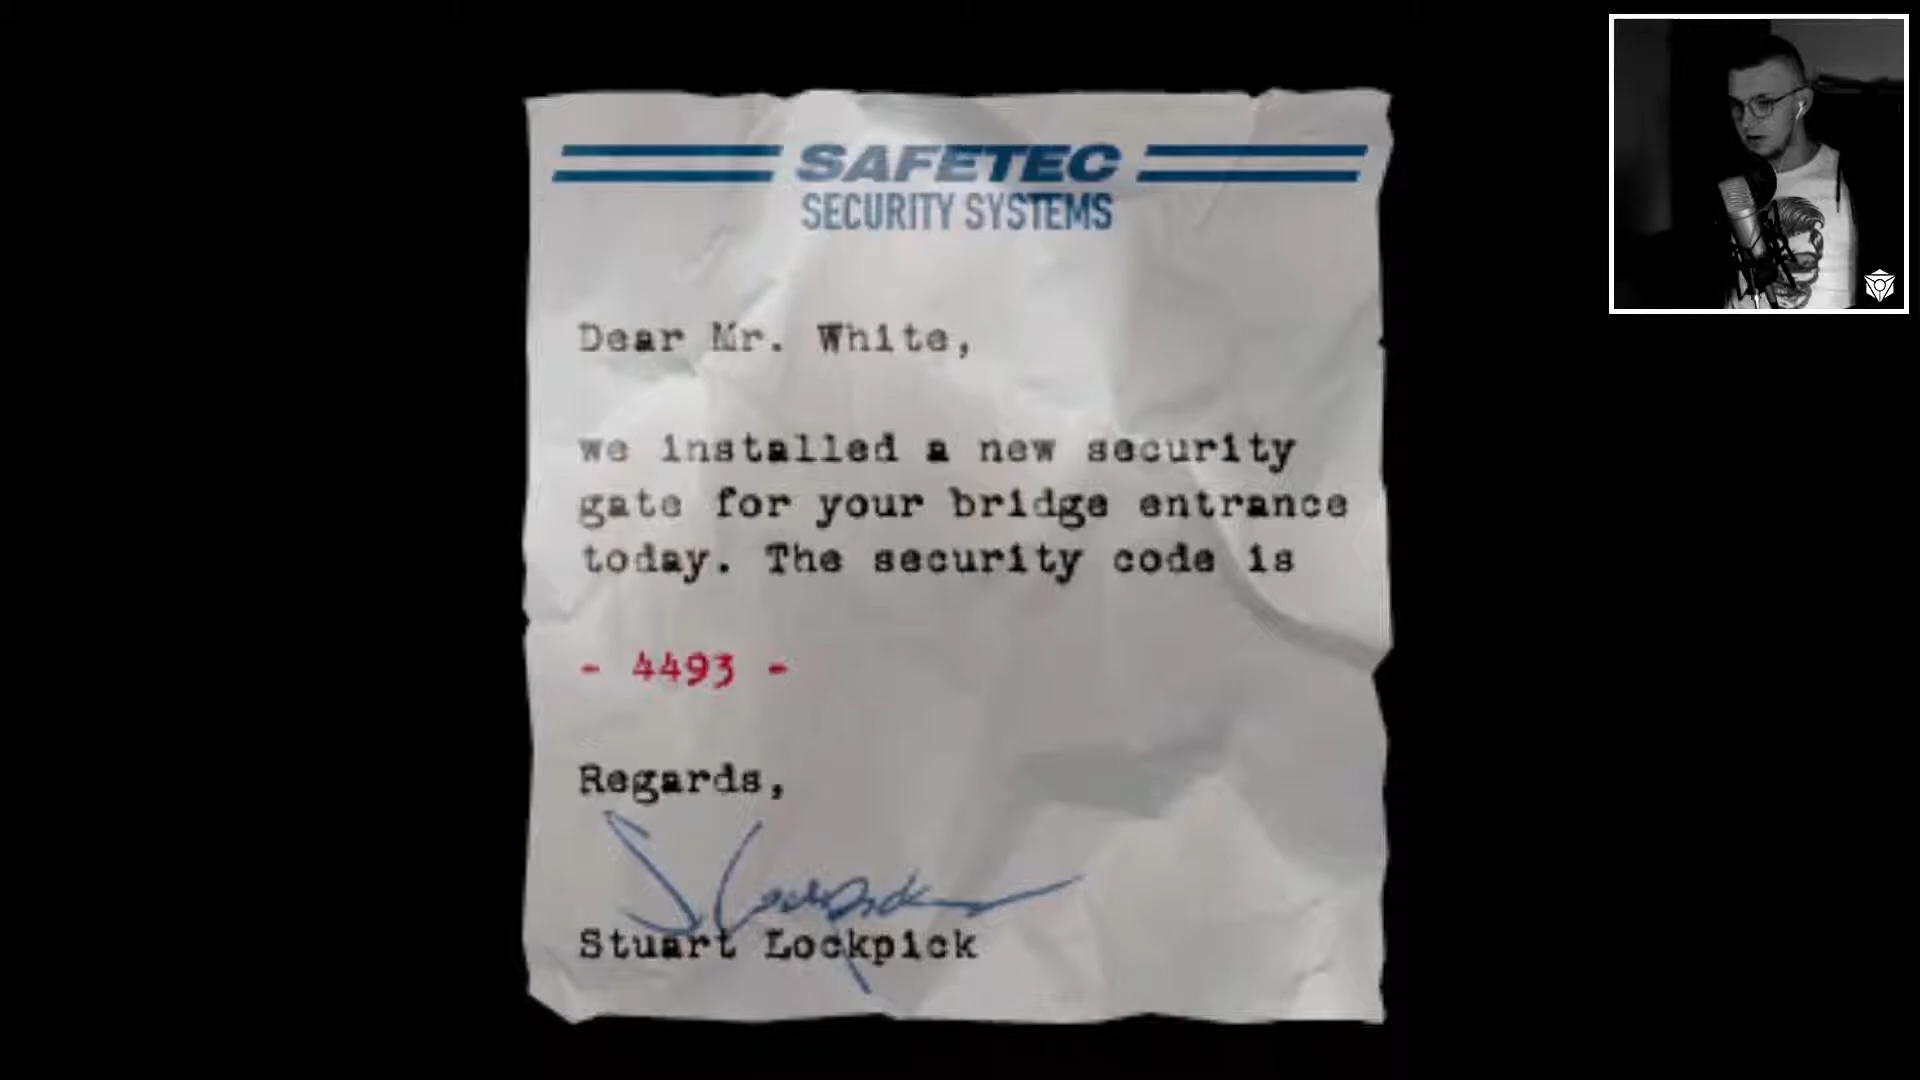 SAFETEC
SECURITY SYSTEMS
Dear Mr. White,
we installed a new security
gate for your bridge entrance
today. The security code is
- 4493 -
Regards,
Stuart Lockpick